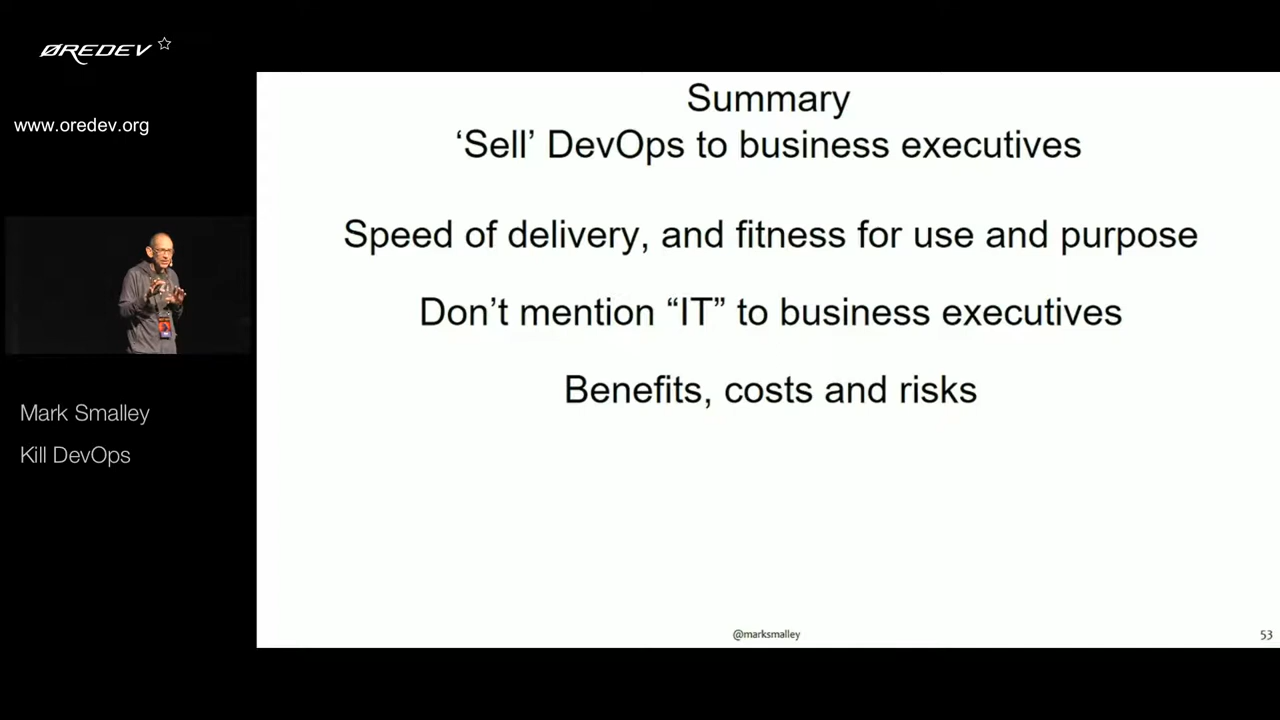 ØREDEV
www.oredev.org
Mark Smalley
Kill DevOps
Summary
‘Sell’ DevOps to business executives
Speed of delivery, and fitness for use and purpose
Don’t mention “IT” to business executives
Benefits, costs and risks
@marksmalley
53